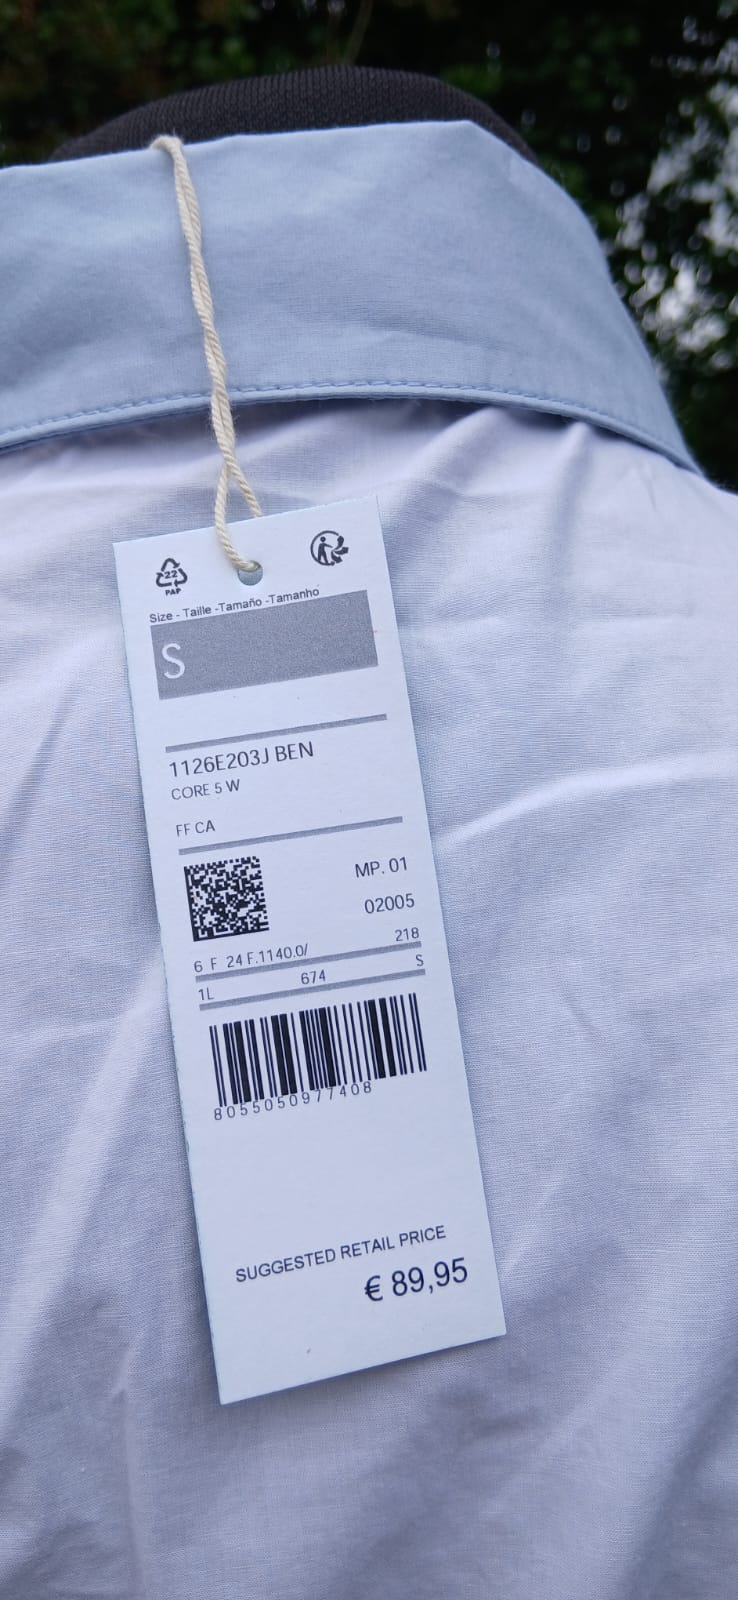 22
PAP
Size - Taille -Tamaño -Tamanho
S
1126E203J BEN
CORE 5 W
FF CA
MP. 01
02005
6 F 24 F.1140.0/ 218
1L 674 S
8055050977408
SUGGESTED RETAIL PRICE
€ 89,95